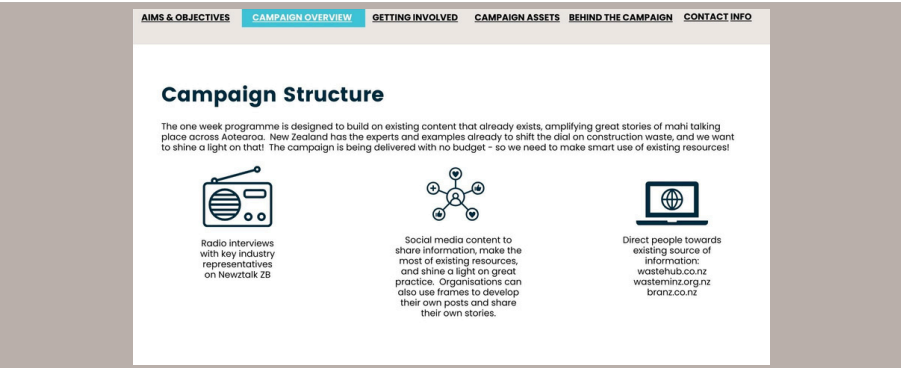 AIMS & OBJECTIVES
CAMPAIGN OVERVIEW
GETTING INVOLVED
CAMPAIGN ASSETS
BEHIND THE CAMPAIGN
CONTACT INFO
Campaign Structure
The one week programme is designed to build on existing content that already exists, amplifying great stories of mahi talking
place across Aotearoa. New Zealand has the experts and examples already to shift the dial on construction waste, and we want
to shine a light on that! The campaign is being delivered with no budget - so we need to make smart use of existing resources!
Radio interviews
with key industry
representatives
on Newztalk ZB
Social media content to
share information, make the
most of existing resources,
and shine a light on great
practice. Organisations can
also use frames to develop
their own posts and share
their own stories.
Direct people towards
existing source of
information:
wastehub.co.nz
wasteminz.org.nz
branz.co.nz